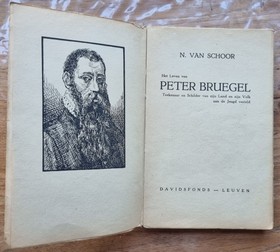 N. VAN SCHOOR
Het Leven van
PETER BRUEGEL
Teekenaar en Schilder van zijn Land en zijn Volk
aan de Jeugd verteld
DAVIDSFONDS — LEUVEN